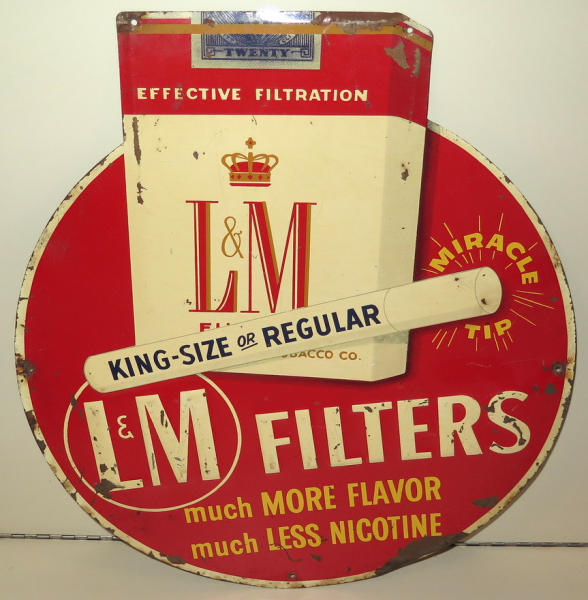 TWENTY
EFFECTIVE FILTRATION
L&M
MIRACLE
TIP
KING-SIZE OR REGULAR
TOBACCO CO.
L&M FILTERS
much MORE FLAVOR
much LESS NICOTINE